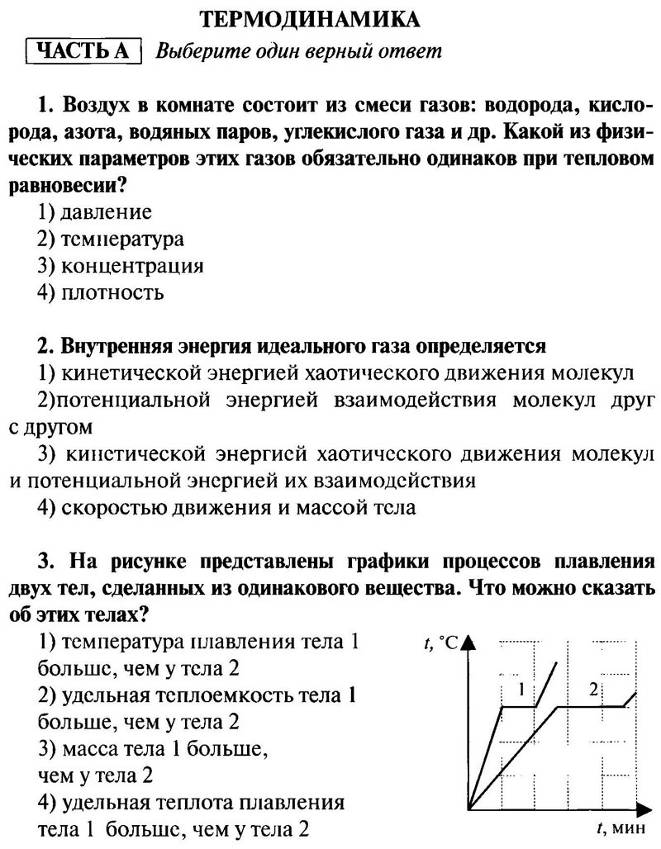 ТЕРМОДИНАМИКА
ЧАСТЬ А Выберите один верный ответ
1. Воздух в комнате состоит из смеси газов: водорода, кисло-
рода, азота, водяных паров, углекислого газа и др. Какой из физи-
ческих параметров этих газов обязательно одинаков при тепловом
равновесии?
1) давление
2) температура
3) концентрация
4) плотность
2. Внутренняя энергия идеального газа определяется
1) кинетической энергией хаотического движения молекул
2)потенциальной энергией взаимодействия молекул друг
с другом
3) кинетической энергией хаотического движения молекул
и потенциальной энергией их взаимодействия
4) скоростью движения и массой тела
3. На рисунке представлены графики процессов плавления
двух тел, сделанных из одинакового вещества. Что можно сказать
об этих телах?
1) температура плавления тела 1
больше, чем у тела 2
2) удельная теплоемкость тела 1
больше, чем у тела 2
3) масса тела 1 больше,
чем у тела 2
4) удельная теплота плавления
тела 1 больше, чем у тела 2
t, °C
1 2
t, мин